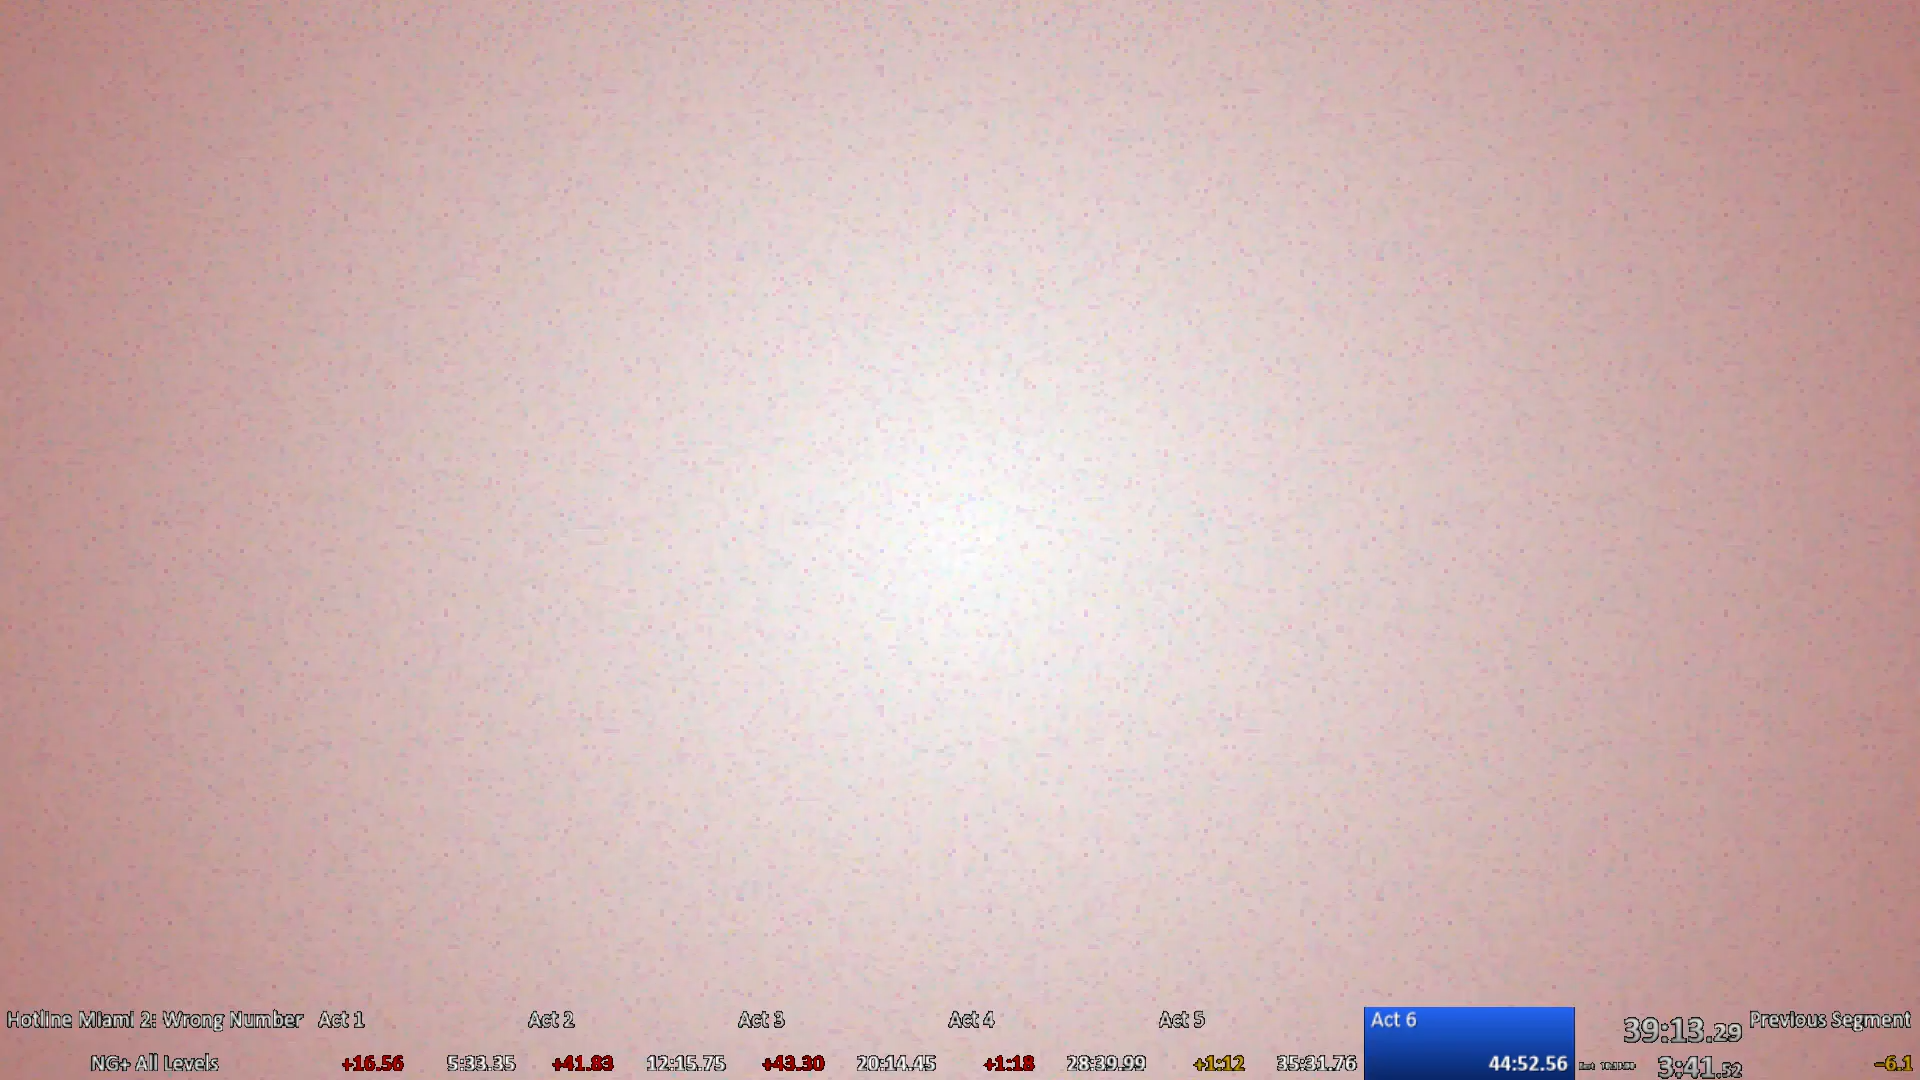 Hotline Miami 2: Wrong Number Act 1 Act 2 Act 3 Act 4 Act 5 Act 6 39:13.29 Previous Segment
NG+ All Levels +16.56 5:33.35 +41.83 12:15.75 +43.30 20:14.45 +1:18 28:39.99 +1:12 35:31.76 44:52.56 3:41.52 −6.1